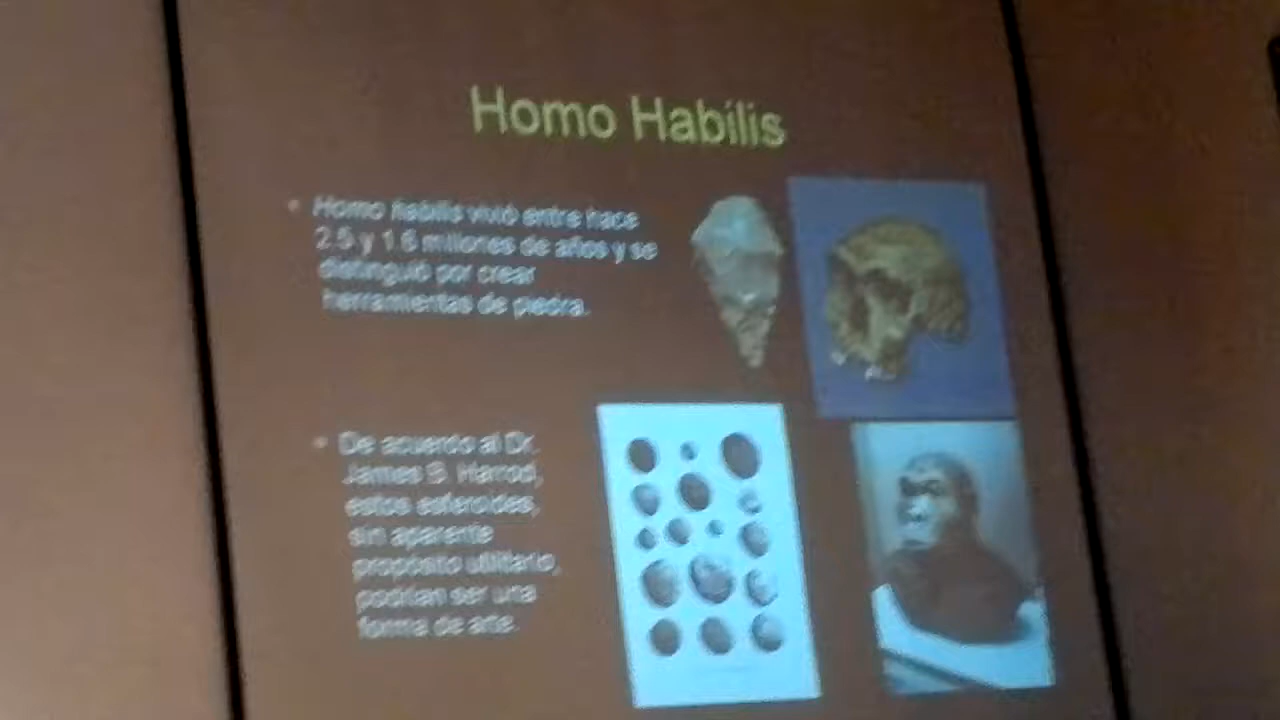 Homo Habilis
Homo habilis vivió entre hace
2.5 y 1.6 millones de años y se
distinguió por crear
herramientas de piedra.
De acuerdo al Dr.
James B. Harrod,
estos esferoides,
sin aparente
propósito utilitario,
podrían ser una
forma de arte.